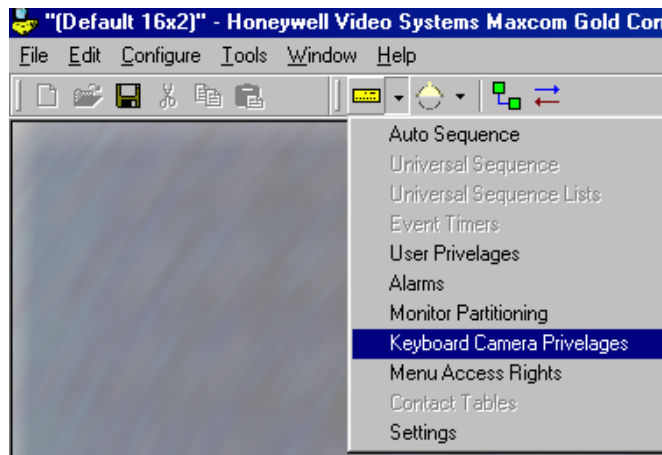 "(Default 16x2)" - Honeywell Video Systems Maxcom Gold Con
File Edit Configure Tools Window Help
Auto Sequence
Universal Sequence
Universal Sequence Lists
Event Timers
User Privelages
Alarms
Monitor Partitioning
Keyboard Camera Privelages
Menu Access Rights
Contact Tables
Settings